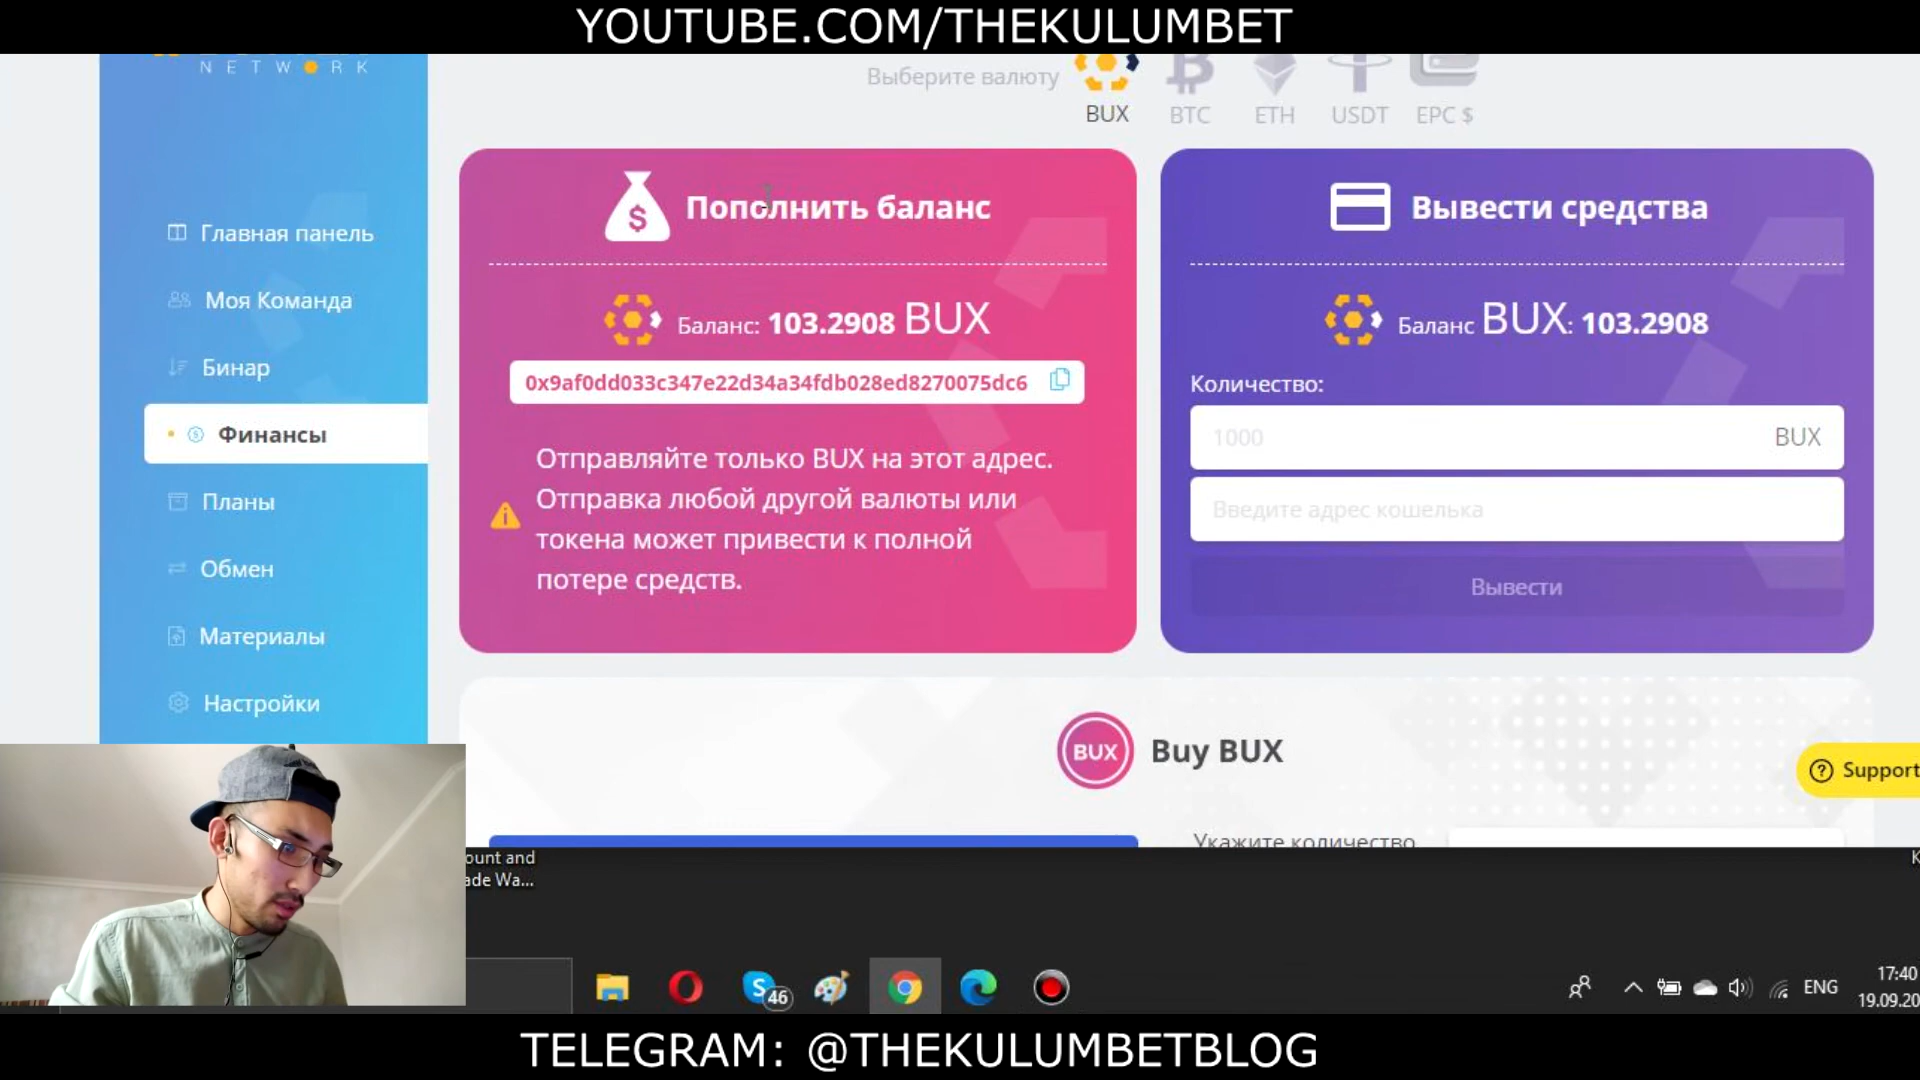 YOUTUBE.COM/THEKULUMBET
NETWORK
Выберите валюту
BUX
BTC
ETH
USDT
EPC $
Главная панель
Моя Команда
Бинар
Финансы
Планы
Обмен
Материалы
Настройки
Пополнить баланс
Баланс: 103.2908 BUX
0x9af0dd033c347e22d34a34fdb028ed8270075dc6
Отправляйте только BUX на этот адрес.
Отправка любой другой валюты или
токена может привести к полной
потере средств.
Вывести средства
Баланс BUX: 103.2908
Количество:
1000 BUX
Введите адрес кошелька
Вывести
BUX Buy BUX
Support
Укажите количество
ount and
ade Wa...
46
ENG
17:40
19.09.20
TELEGRAM: @THEKULUMBETBLOG